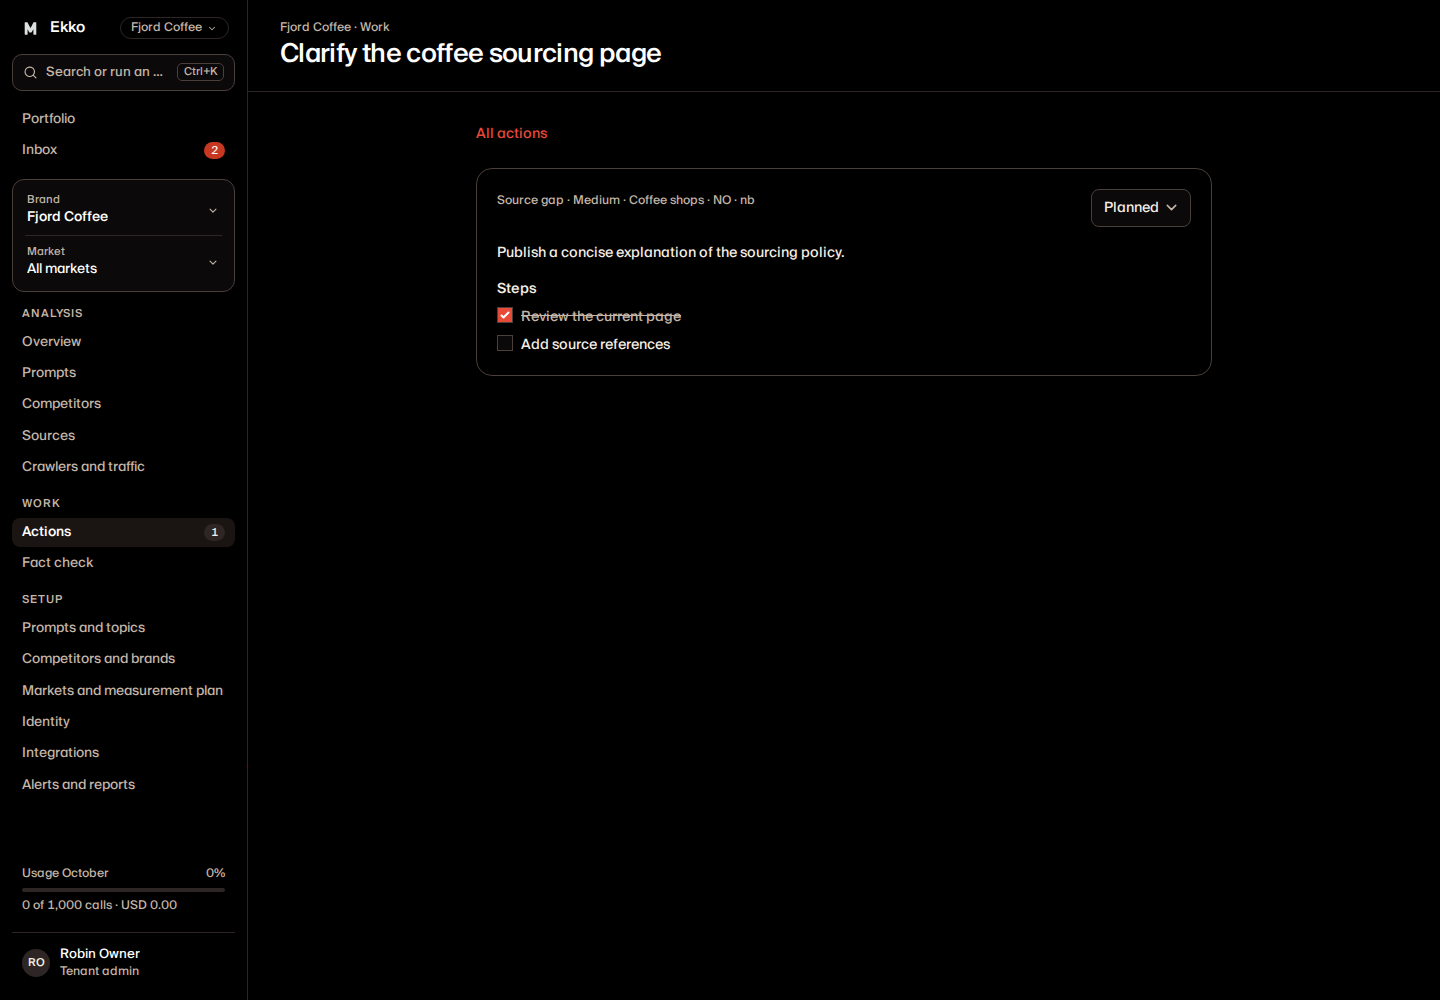 Ekko
Fjord Coffee
Search or run an ...
Ctrl+K
Portfolio
Inbox
2
Brand
Fjord Coffee
Market
All markets
ANALYSIS
Overview
Prompts
Competitors
Sources
Crawlers and traffic
WORK
Actions
1
Fact check
SETUP
Prompts and topics
Competitors and brands
Markets and measurement plan
Identity
Integrations
Alerts and reports
Usage October
0%
0 of 1,000 calls · USD 0.00
RO
Robin Owner
Tenant admin
Fjord Coffee · Work
Clarify the coffee sourcing page
All actions
Source gap · Medium · Coffee shops · NO · nb
Planned
Publish a concise explanation of the sourcing policy.
Steps
Review the current page
Add source references